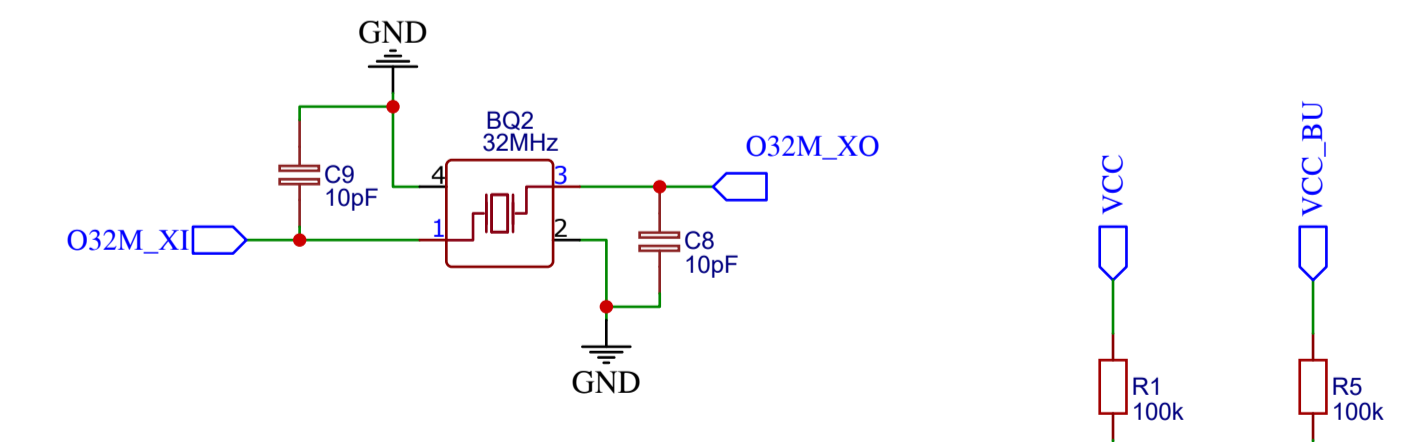 GND
BQ2
32MHz
O32M_XO
4
3
C9
10pF
O32M_XI
1
2
C8
10pF
GND
VCC
VCC_BU
R1
100k
R5
100k